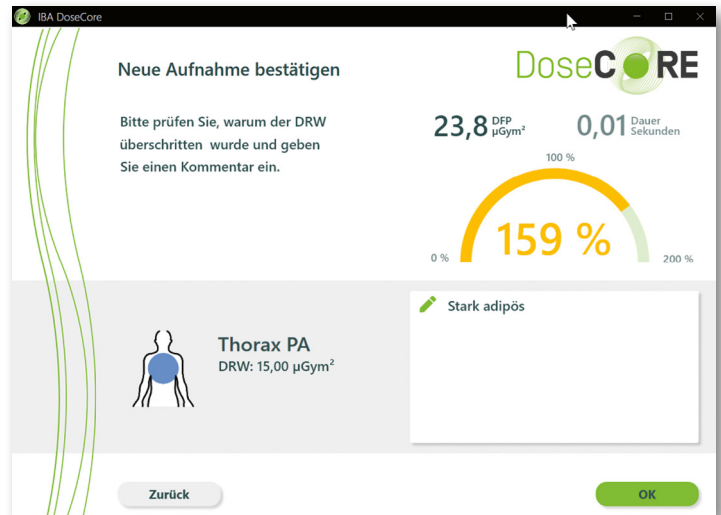 IBA DoseCore
DoseCORE
Neue Aufnahme bestätigen
Bitte prüfen Sie, warum der DRW
überschritten wurde und geben
Sie einen Kommentar ein.
23,8 DFP µGym²
0,01 Dauer Sekunden
100 %
159 %
0 %
200 %
Thorax PA
DRW: 15,00 µGym²
Stark adipös
Zurück
OK